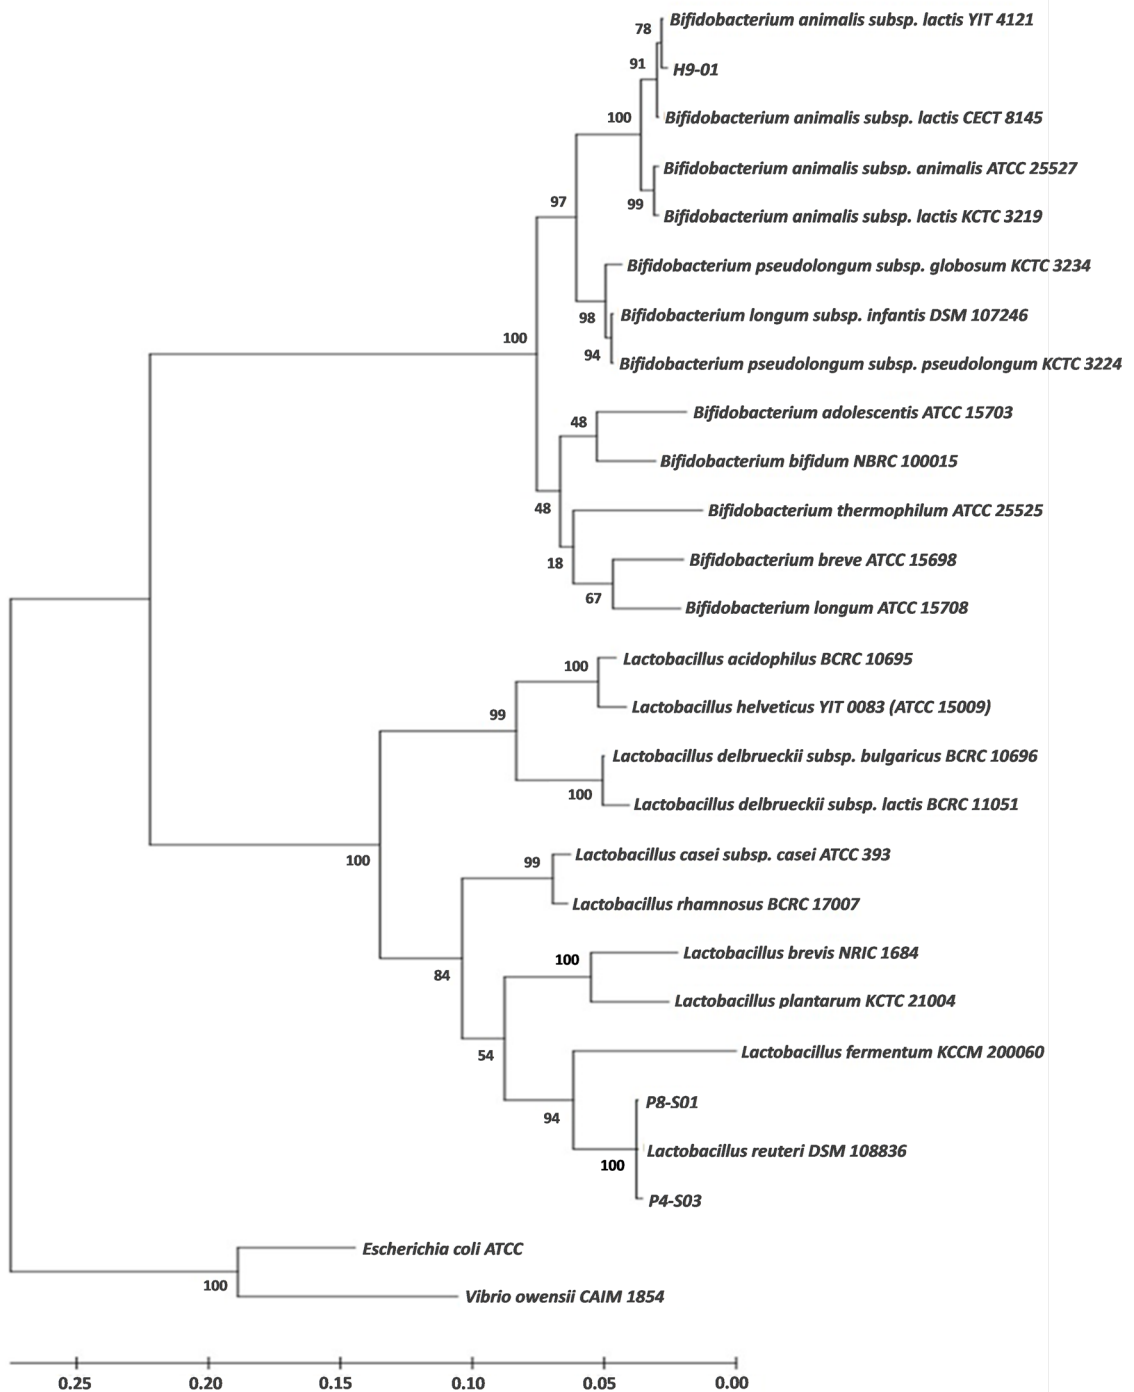 Bifidobacterium animalis subsp. lactis YIT 4121
78
91
H9-01
100
Bifidobacterium animalis subsp. lactis CECT 8145
Bifidobacterium animalis subsp. animalis ATCC 25527
97
99
Bifidobacterium animalis subsp. lactis KCTC 3219
Bifidobacterium pseudolongum subsp. globosum KCTC 3234
98
Bifidobacterium longum subsp. infantis DSM 107246
100
94
Bifidobacterium pseudolongum subsp. pseudolongum KCTC 3224
Bifidobacterium adolescentis ATCC 15703
48
Bifidobacterium bifidum NBRC 100015
48
Bifidobacterium thermophilum ATCC 25525
18
Bifidobacterium breve ATCC 15698
67
Bifidobacterium longum ATCC 15708
100
Lactobacillus acidophilus BCRC 10695
Lactobacillus helveticus YIT 0083 (ATCC 15009)
99
Lactobacillus delbrueckii subsp. bulgaricus BCRC 10696
100
Lactobacillus delbrueckii subsp. lactis BCRC 11051
100
99
Lactobacillus casei subsp. casei ATCC 393
Lactobacillus rhamnosus BCRC 17007
84
100
Lactobacillus brevis NRIC 1684
Lactobacillus plantarum KCTC 21004
54
Lactobacillus fermentum KCCM 200060
94
P8-S01
100
Lactobacillus reuteri DSM 108836
P4-S03
Escherichia coli ATCC
100
Vibrio owensii CAIM 1854
0.25 0.20 0.15 0.10 0.05 0.00